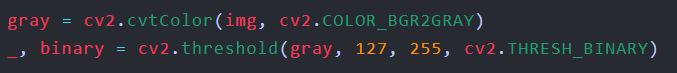 gray = cv2.cvtColor(img, cv2.COLOR_BGR2GRAY)
_, binary = cv2.threshold(gray, 127, 255, cv2.THRESH_BINARY)